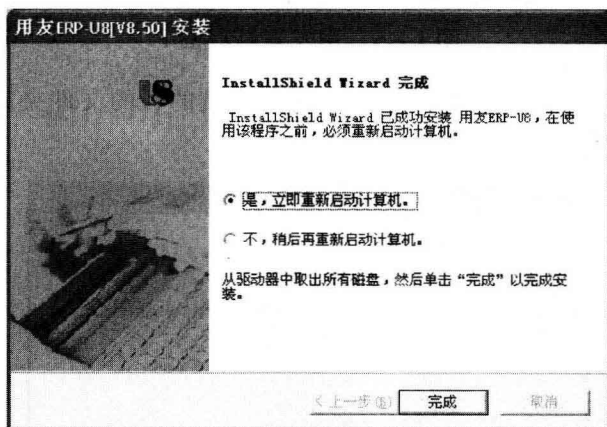 用友ERP-U8[V8.50]安装
U8
InstallShield Wizard 完成
InstallShield Wizard 已成功安装 用友ERP-U8，在使
用该程序之前，必须重新启动计算机。
是，立即重新启动计算机。
不，稍后再重新启动计算机。
从驱动器中取出所有磁盘，然后单击“完成”以完成安
装。
< 上一步(B) 完成 取消